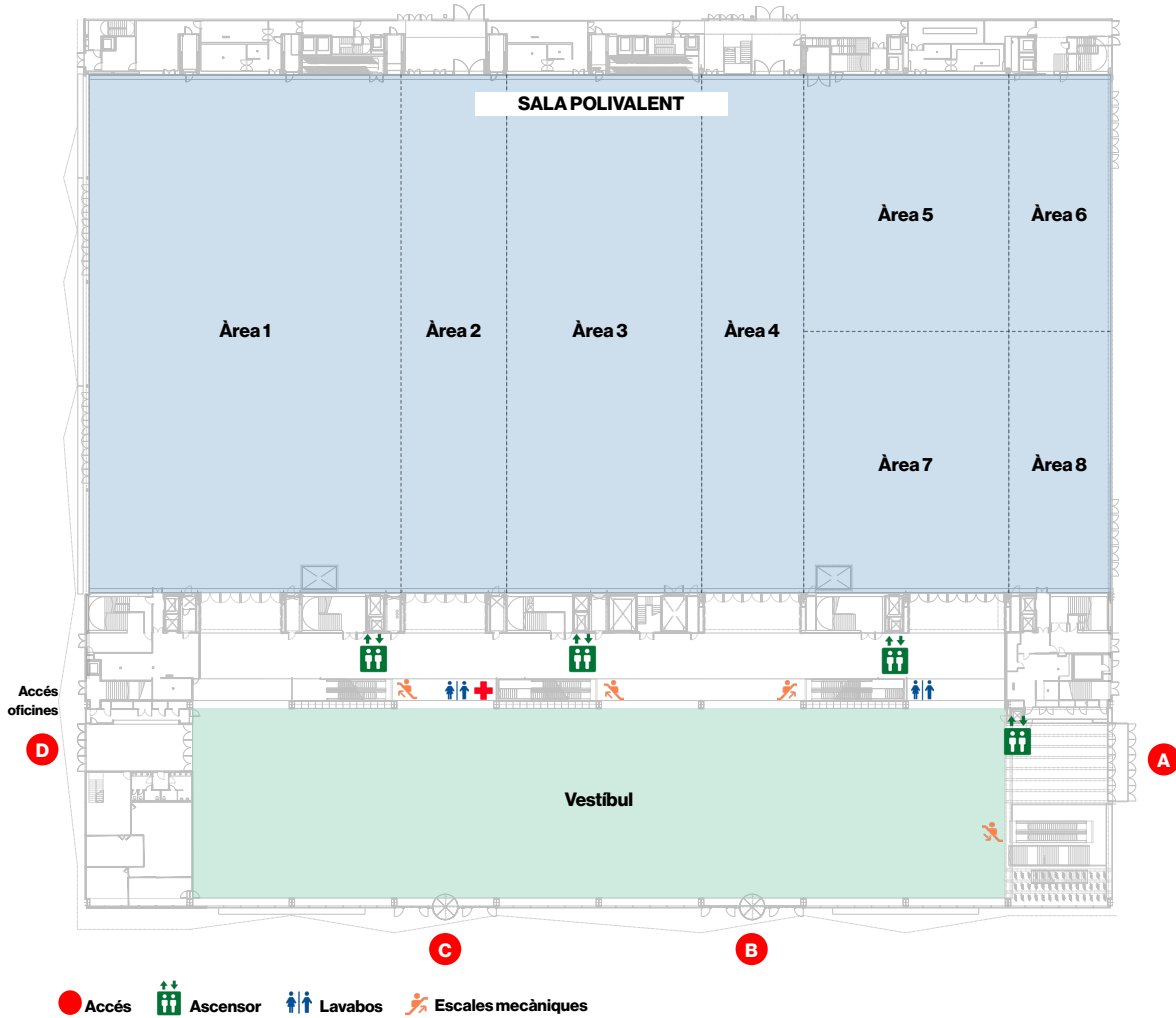 SALA POLIVALENT
Àrea 5
Àrea 6
Àrea 1
Àrea 2
Àrea 3
Àrea 4
Àrea 7
Àrea 8
Accés
oficines
D
A
Vestíbul
C
B
Accés
Ascensor
Lavabos
Escales mecàniques